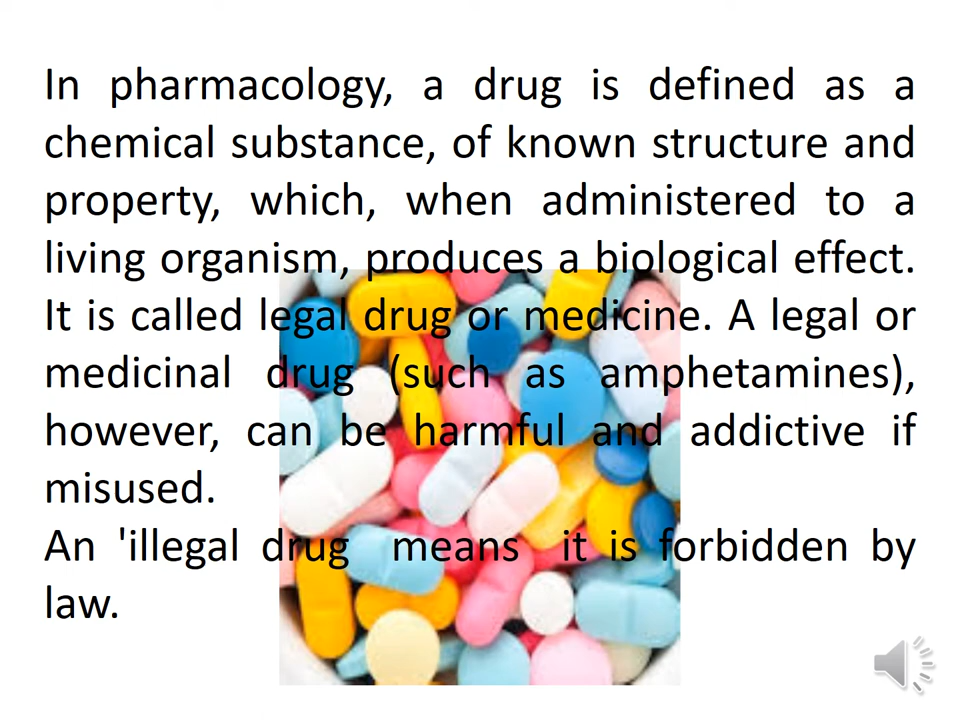 In pharmacology, a drug is defined as a
chemical substance, of known structure and
property, which, when administered to a
living organism, produces a biological effect.
It is called legal drug or medicine. A legal or
medicinal drug (such as amphetamines),
however, can be harmful and addictive if
misused.
An 'illegal drug means it is forbidden by
law.